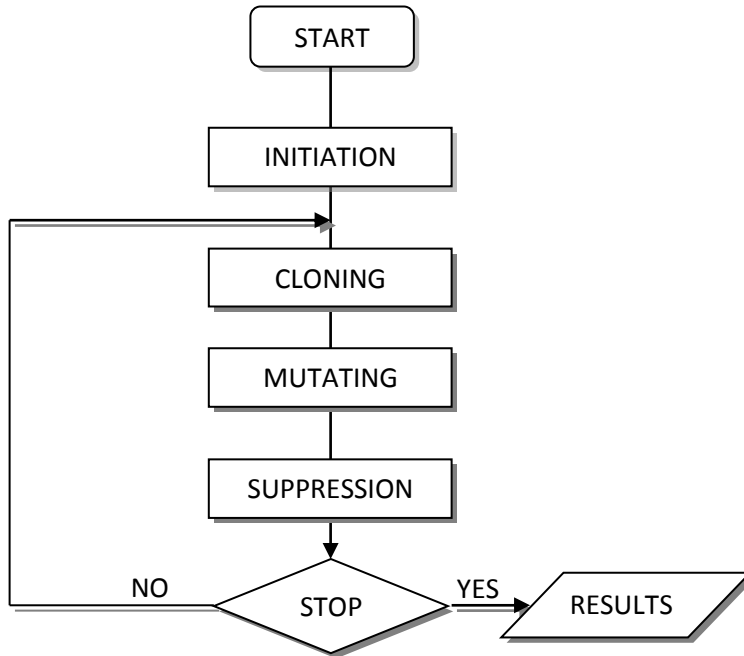 START
INITIATION
CLONING
MUTATING
SUPPRESSION
NO
STOP
YES
RESULTS